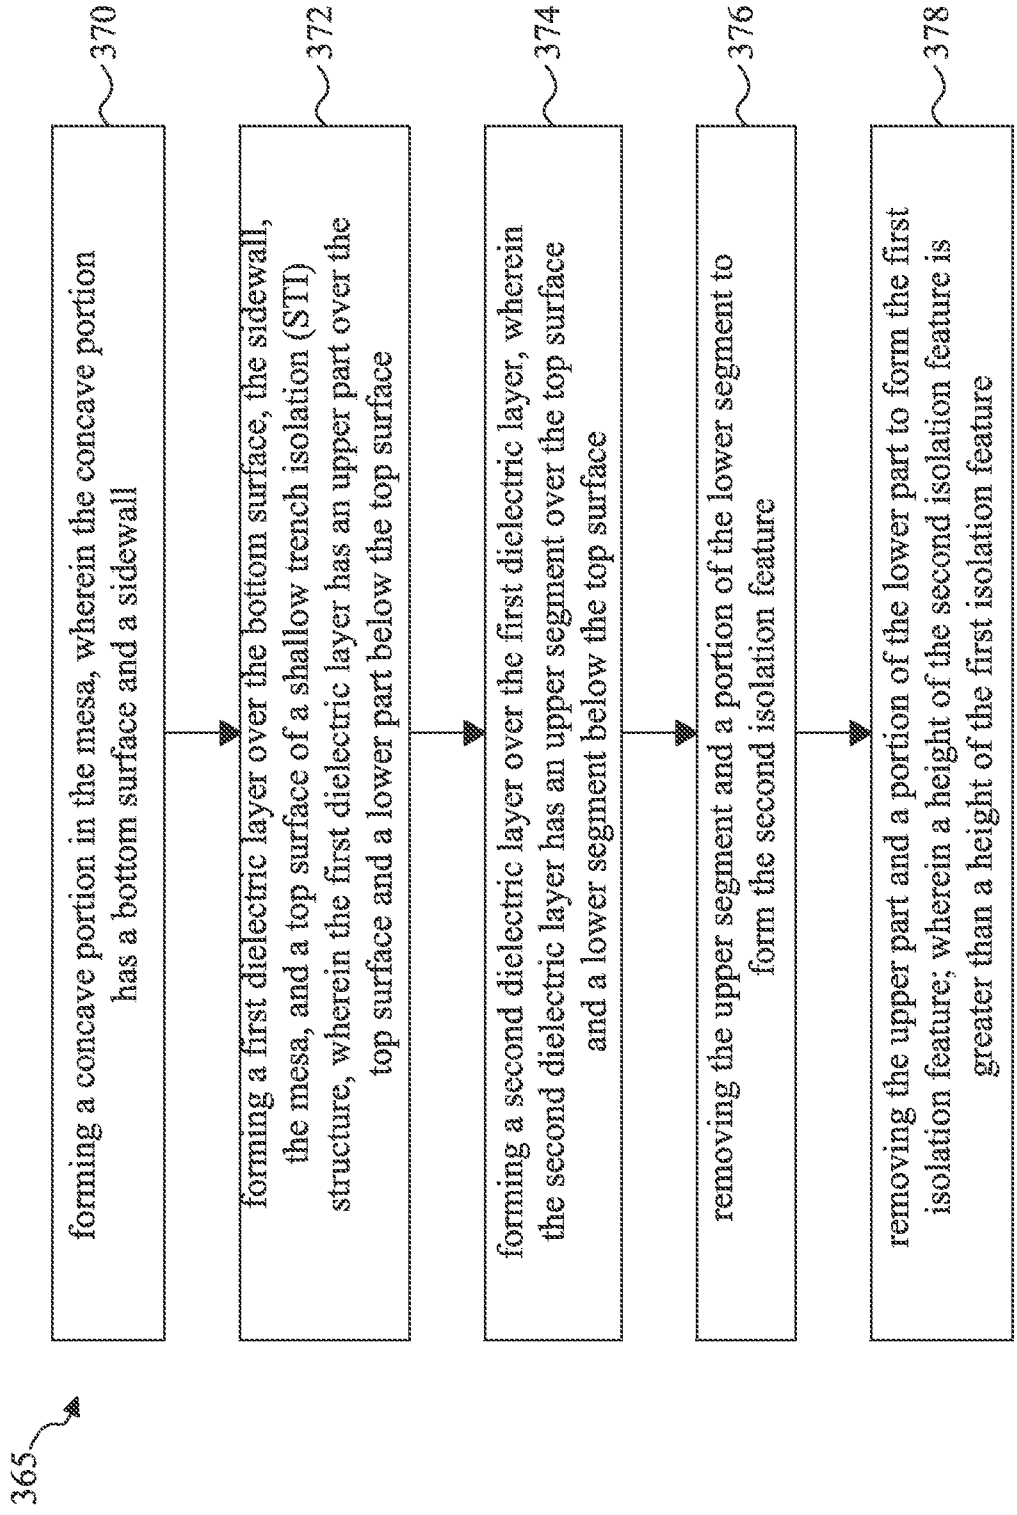 365
370
forming a concave portion in the mesa, wherein the concave portion
has a bottom surface and a sidewall
372
forming a first dielectric layer over the bottom surface, the sidewall,
the mesa, and a top surface of a shallow trench isolation (STI)
structure, wherein the first dielectric layer has an upper part over the
top surface and a lower part below the top surface
374
forming a second dielectric layer over the first dielectric layer, wherein
the second dielectric layer has an upper segment over the top surface
and a lower segment below the top surface
376
removing the upper segment and a portion of the lower segment to
form the second isolation feature
378
removing the upper part and a portion of the lower part to form the first
isolation feature; wherein a height of the second isolation feature is
greater than a height of the first isolation feature